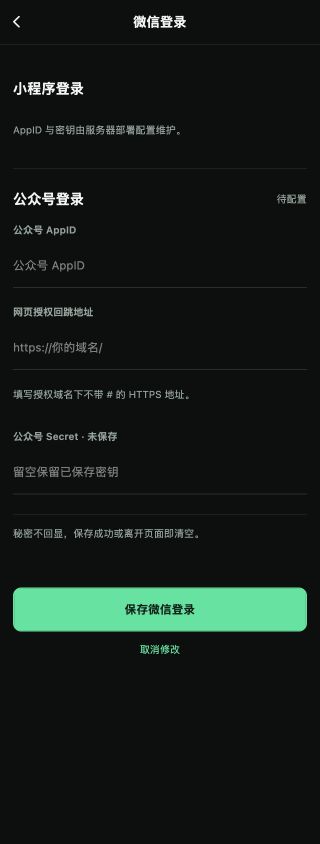 微信登录
小程序登录
AppID 与密钥由服务器部署配置维护。
公众号登录
待配置
公众号 AppID
公众号 AppID
网页授权回跳地址
https://你的域名/
填写授权域名下不带 # 的 HTTPS 地址。
公众号 Secret · 未保存
留空保留已保存密钥
秘密不回显，保存成功或离开页面即清空。
保存微信登录
取消修改